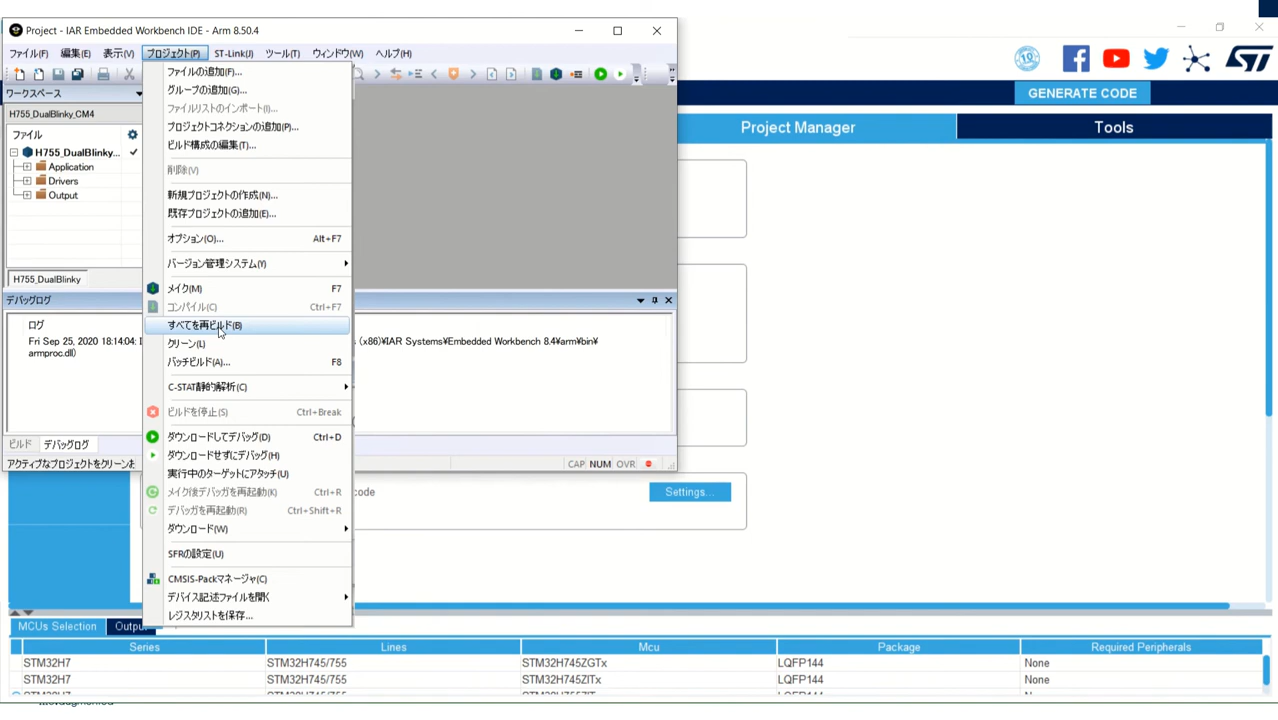 Project - IAR Embedded Workbench IDE - Arm 8.50.4
ファイル(F) 編集(E) 表示(V) プロジェクト(P) ST-Link(J) ツール(T) ウィンドウ(W) ヘルプ(H)
ワークスペース
H755_DualBlinky_CM4
ファイル
H755_DualBlinky...
Application
Drivers
Output
H755_DualBlinky
ファイルの追加(F)...
グループの追加(G)...
ファイルリストのインポート(I)...
プロジェクトコネクションの追加(P)...
ビルド構成の編集(T)...
削除(V)
新規プロジェクトの作成(N)...
既存プロジェクトの追加(E)...
オプション(O)... Alt+F7
バージョン管理システム(Y)
メイク(M) F7
コンパイル(C) Ctrl+F7
すべてを再ビルド(B)
クリーン(L)
バッチビルド(A)... F8
C-STAT静的解析(C)
ビルドを停止(S) Ctrl+Break
ダウンロードしてデバッグ(D) Ctrl+D
ダウンロードせずにデバッグ(H)
実行中のターゲットにアタッチ(U)
メイク後デバッガを再起動(K) Ctrl+R
デバッガを再起動(R) Ctrl+Shift+R
ダウンロード(W)
SFRの設定(U)
CMSIS-Packマネージャ(C)
デバイス記述ファイルを開く
レジスタリストを保存...
デバッグログ
ログ
Fri Sep 25, 2020 18:14:04: (x86)¥IAR Systems¥Embedded Workbench 8.4¥arm¥bin¥
armproc.dll)
ビルド デバッグログ
アクティブなプロジェクトをクリーン
CAP NUM OVR
ST
GENERATE CODE
Project Manager Tools
code Settings...
MCUs Selection Output
Series Lines Mcu Package Required Peripherals
STM32H7 STM32H745/755 STM32H745ZGTx LQFP144 None
STM32H7 STM32H745/755 STM32H745ZITx LQFP144 None